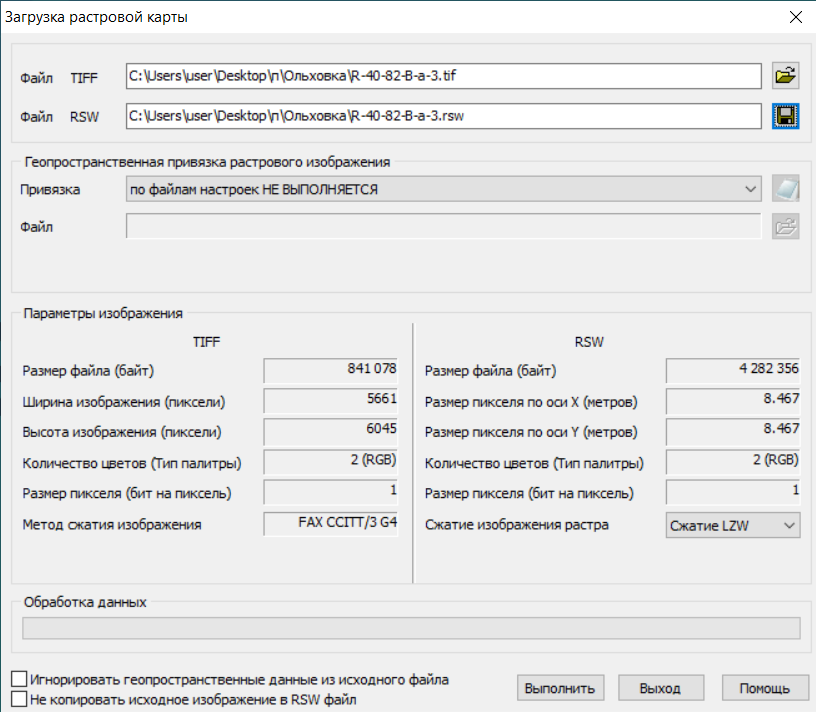 Загрузка растровой карты
Файл TIFF C:\Users\user\Desktop\п\Ольховка\R-40-82-В-а-3.tif
Файл RSW C:\Users\user\Desktop\п\Ольховка\R-40-82-В-а-3.rsw
Геопространственная привязка растрового изображения
Привязка по файлам настроек НЕ ВЫПОЛНЯЕТСЯ
Файл
Параметры изображения
TIFF
Размер файла (байт) 841 078
Ширина изображения (пиксели) 5661
Высота изображения (пиксели) 6045
Количество цветов (Тип палитры) 2 (RGB)
Размер пикселя (бит на пиксель) 1
Метод сжатия изображения FAX CCITT/3 G4
RSW
Размер файла (байт) 4 282 356
Размер пикселя по оси X (метров) 8.467
Размер пикселя по оси Y (метров) 8.467
Количество цветов (Тип палитры) 2 (RGB)
Размер пикселя (бит на пиксель) 1
Сжатие изображения растра Сжатие LZW
Обработка данных
Игнорировать геопространственные данные из исходного файла
Не копировать исходное изображение в RSW файл
Выполнить Выход Помощь